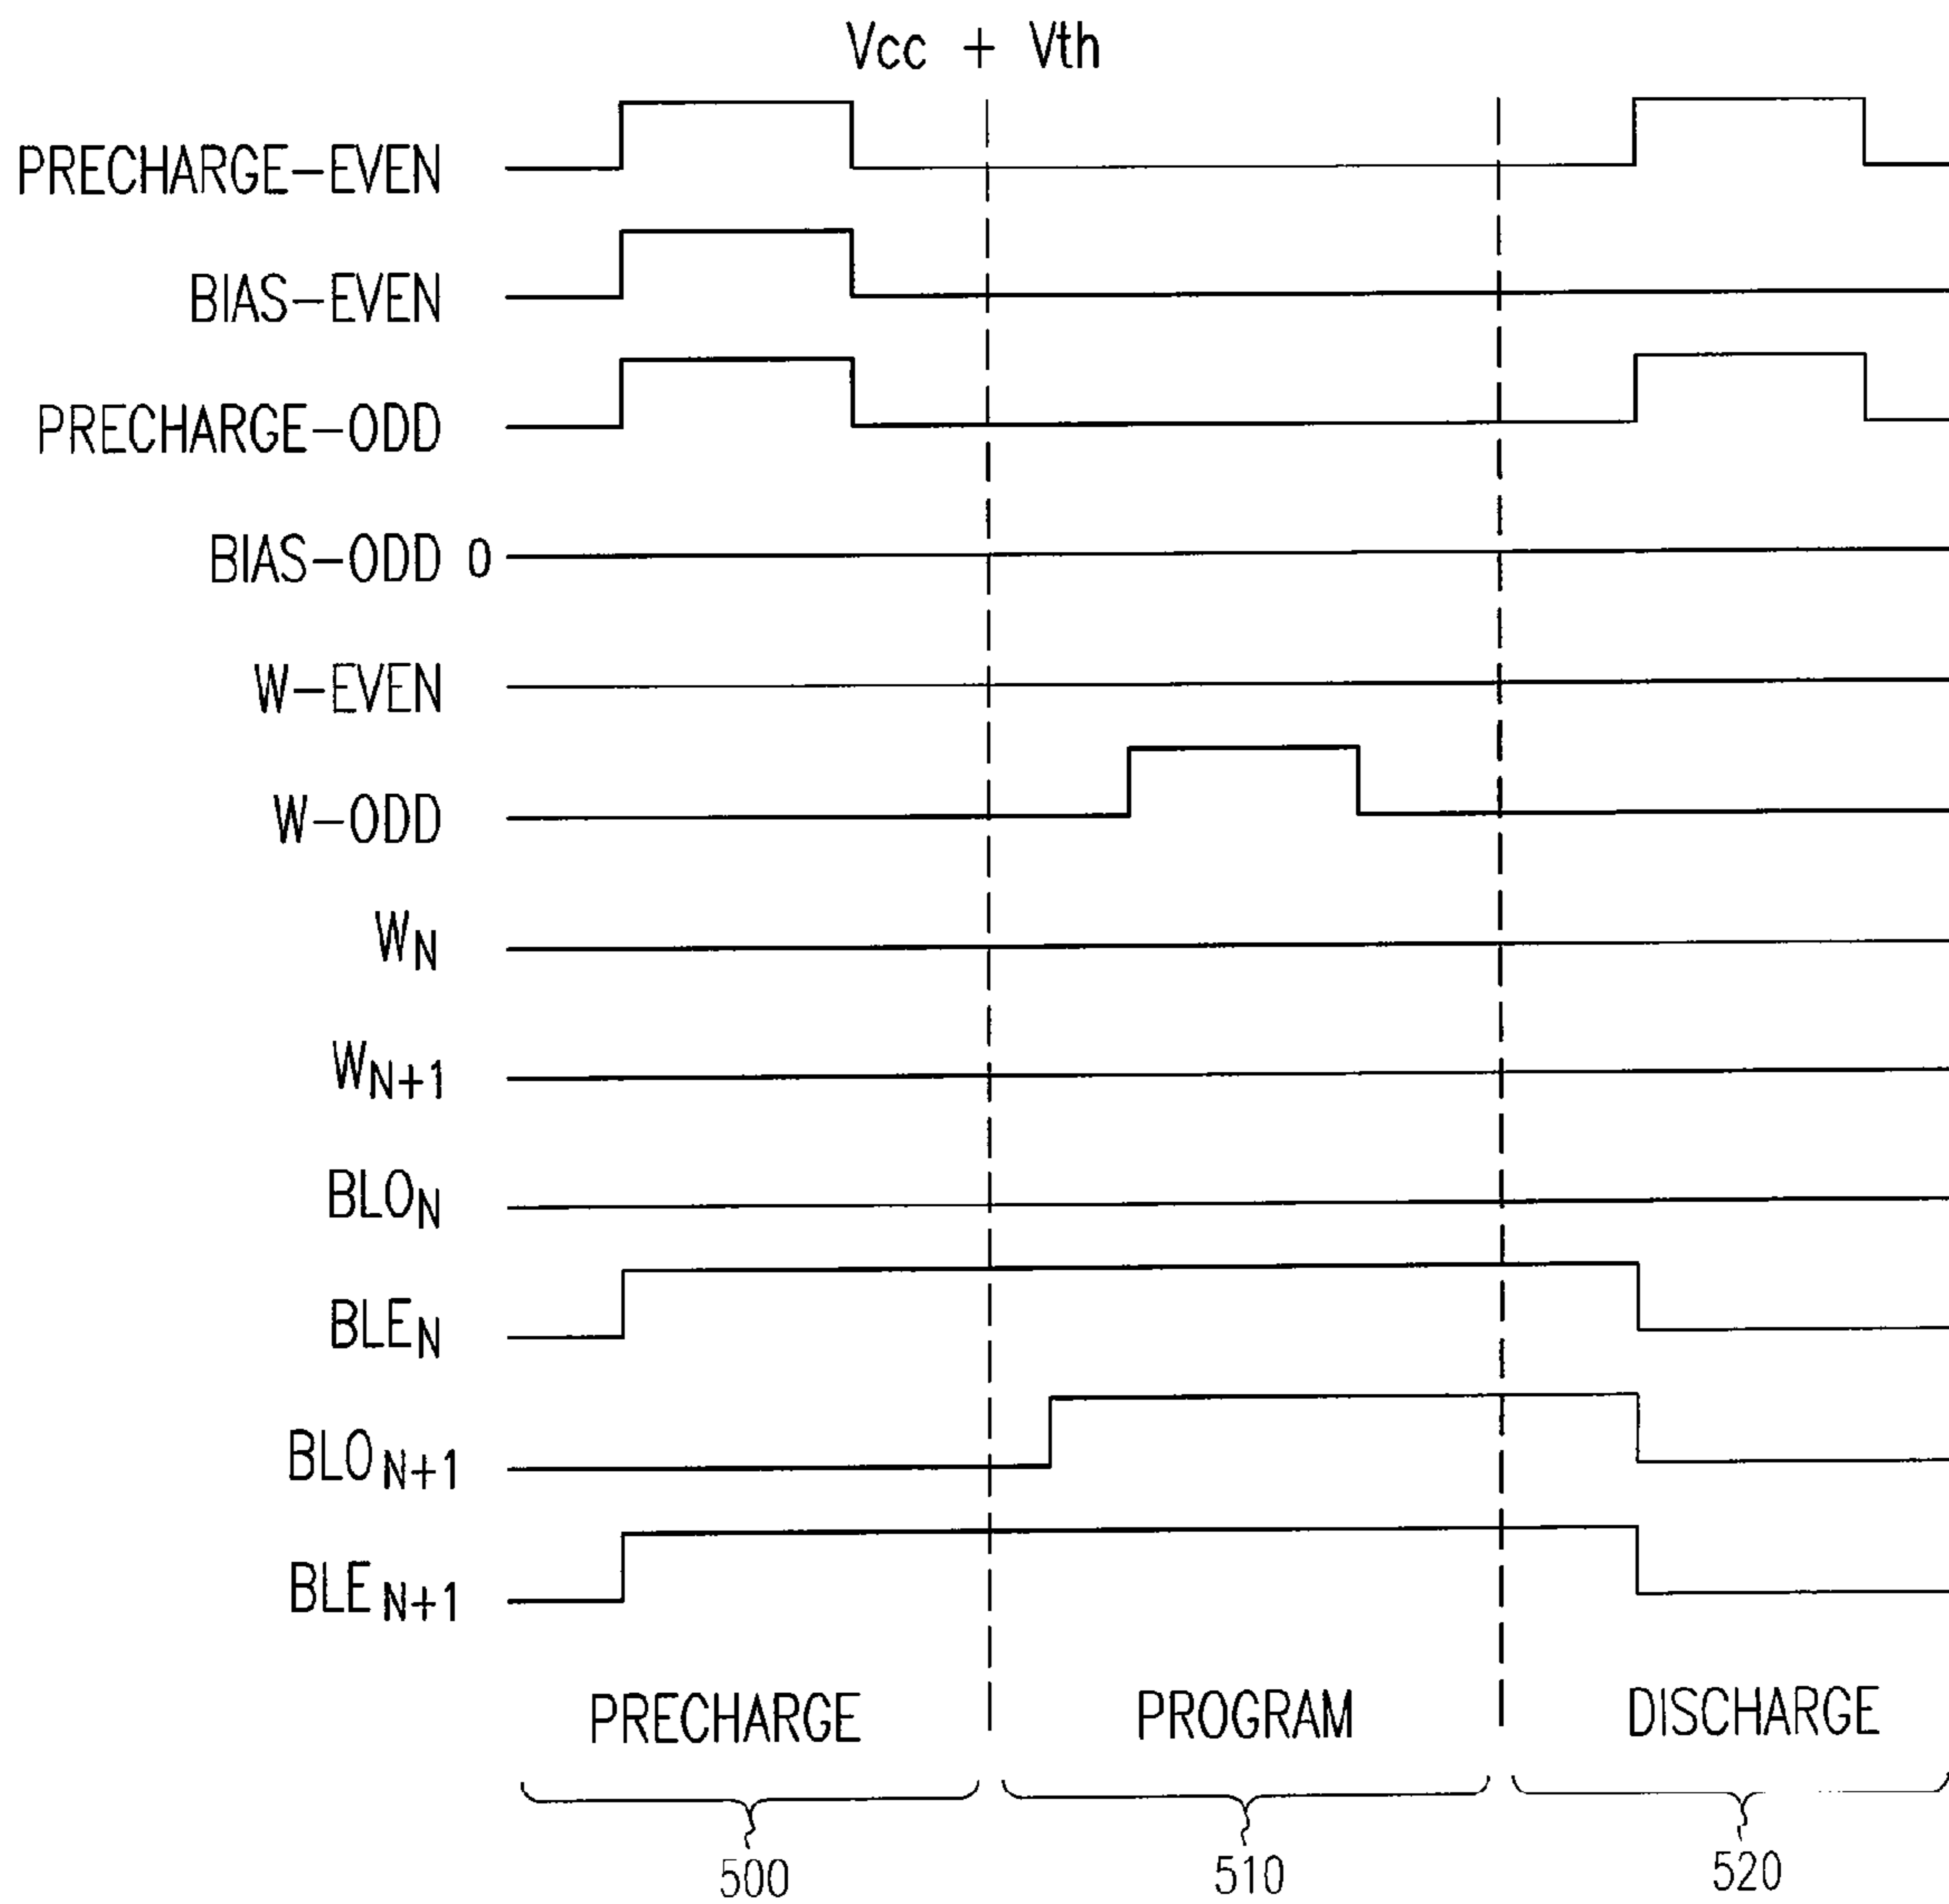 Vcc + Vth
PRECHARGE-EVEN
BIAS-EVEN
PRECHARGE-ODD
BIAS-ODD 0
W-EVEN
W-ODD
WN
WN+1
BLON
BLEN
BLON+1
BLEN+1
PRECHARGE PROGRAM DISCHARGE
500 510 520